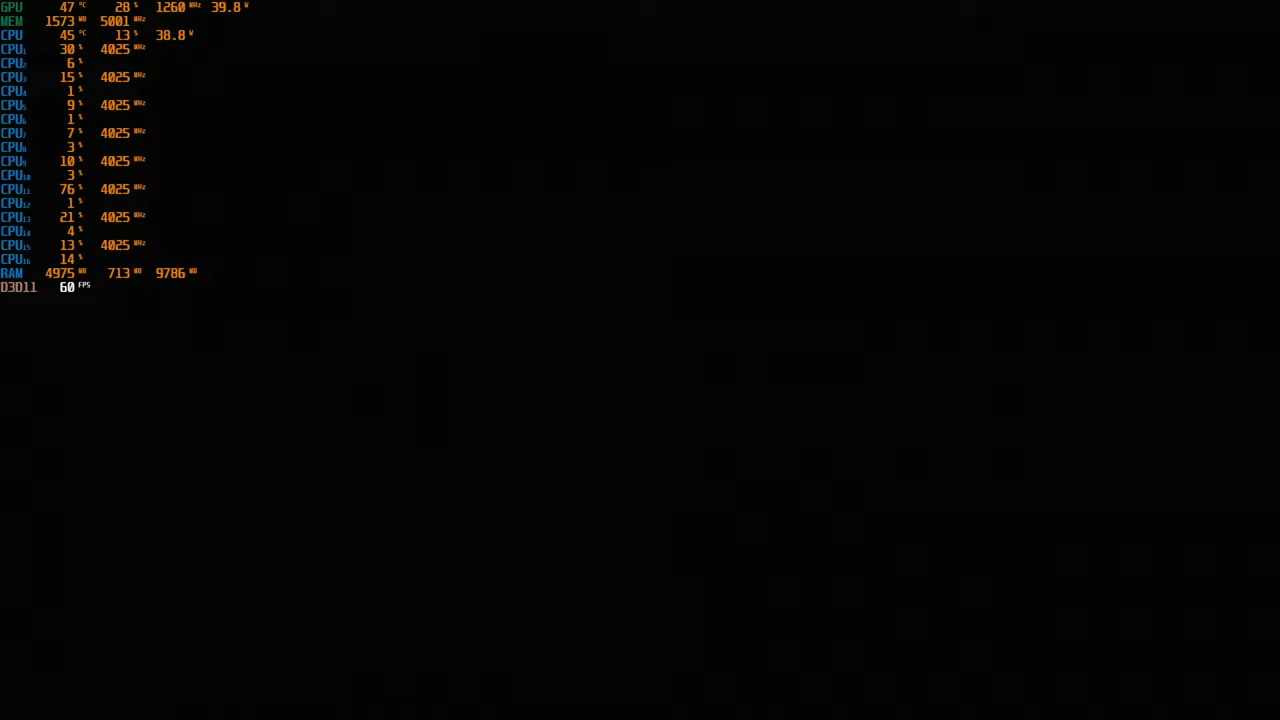 GPU 47 °C 28 % 1260 MHz 39.8 W
MEM 1573 MB 5001 MHz
CPU 45 °C 13 % 38.8 W
CPU1 30 % 4025 MHz
CPU2 6 %
CPU3 15 % 4025 MHz
CPU4 1 %
CPU5 9 % 4025 MHz
CPU6 1 %
CPU7 7 % 4025 MHz
CPU8 3 %
CPU9 10 % 4025 MHz
CPU10 3 %
CPU11 76 % 4025 MHz
CPU12 1 %
CPU13 21 % 4025 MHz
CPU14 4 %
CPU15 13 % 4025 MHz
CPU16 14 %
RAM 4975 MB 713 MB 9786 MB
D3D11 60 FPS